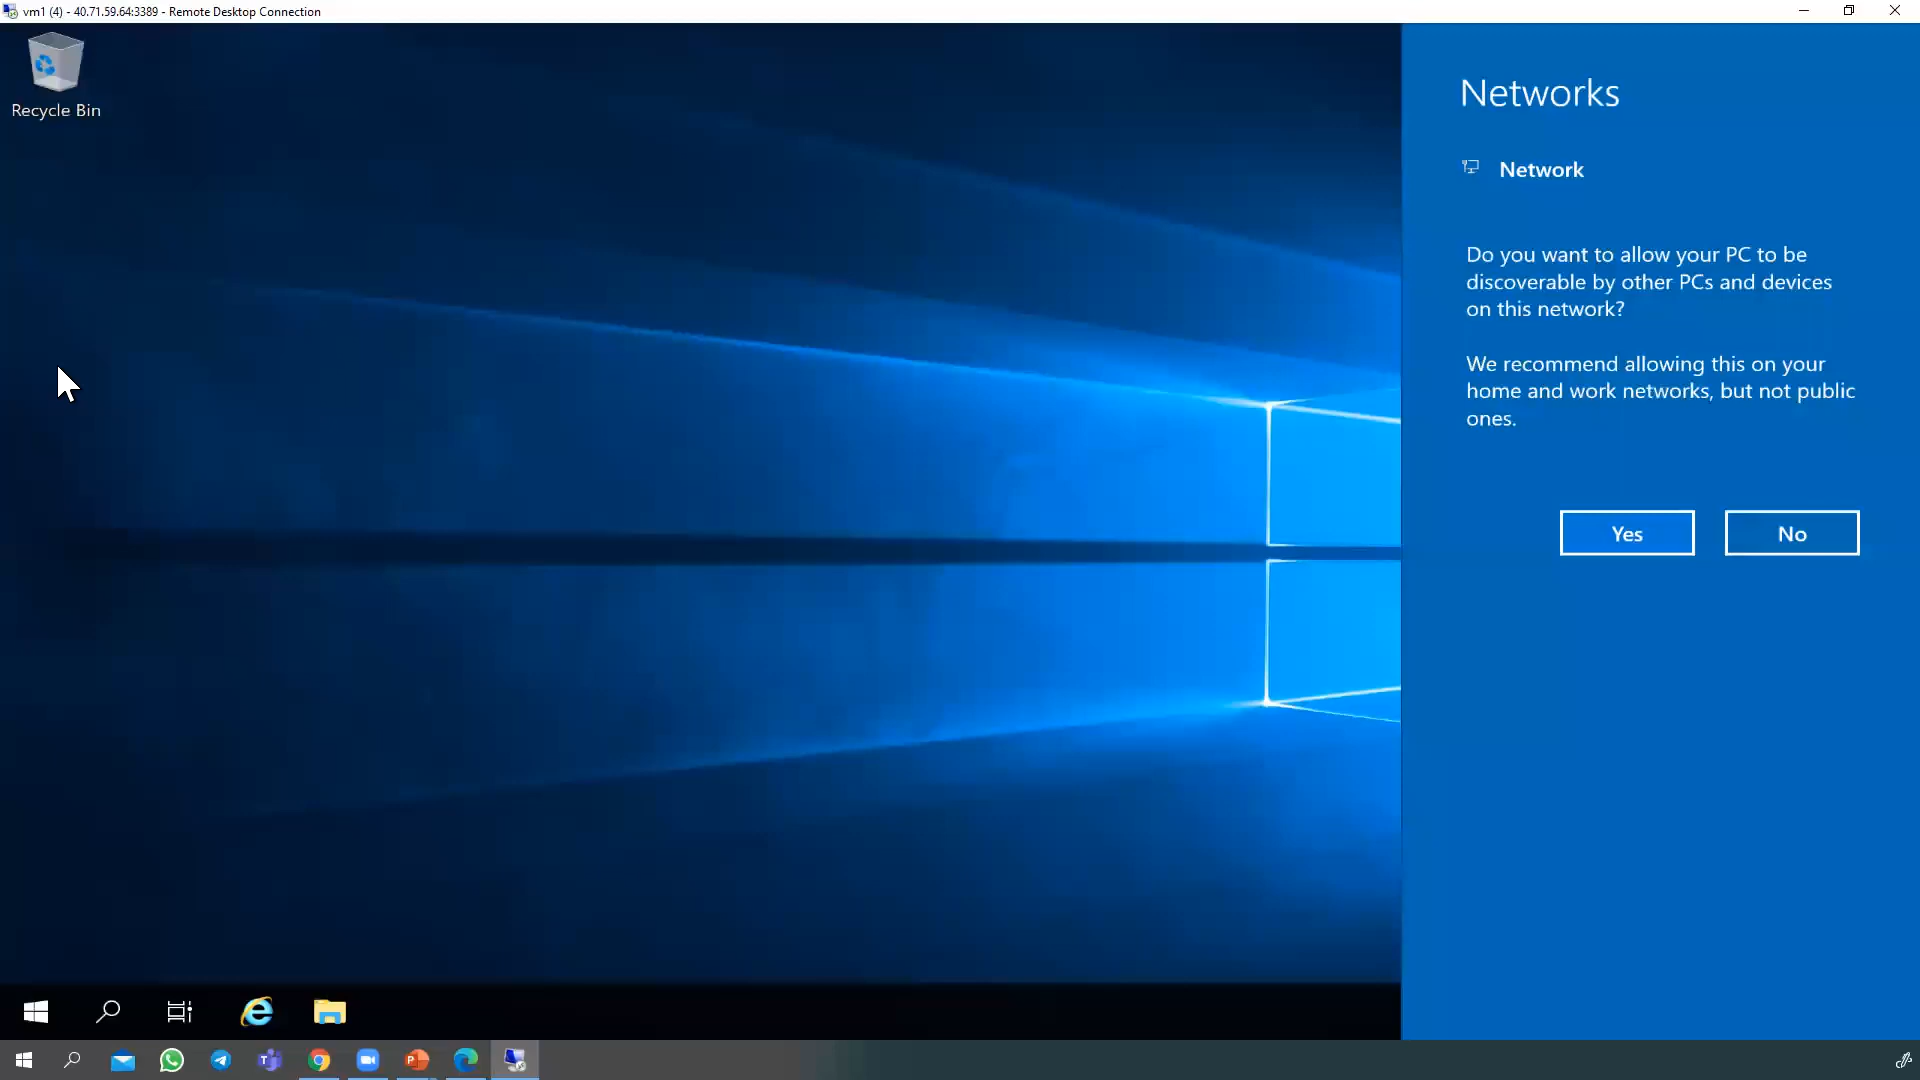 vm1 (4) - 40.71.59.64:3389 - Remote Desktop Connection
Recycle Bin
Networks
Network
Do you want to allow your PC to be
discoverable by other PCs and devices
on this network?
We recommend allowing this on your
home and work networks, but not public
ones.
Yes
No